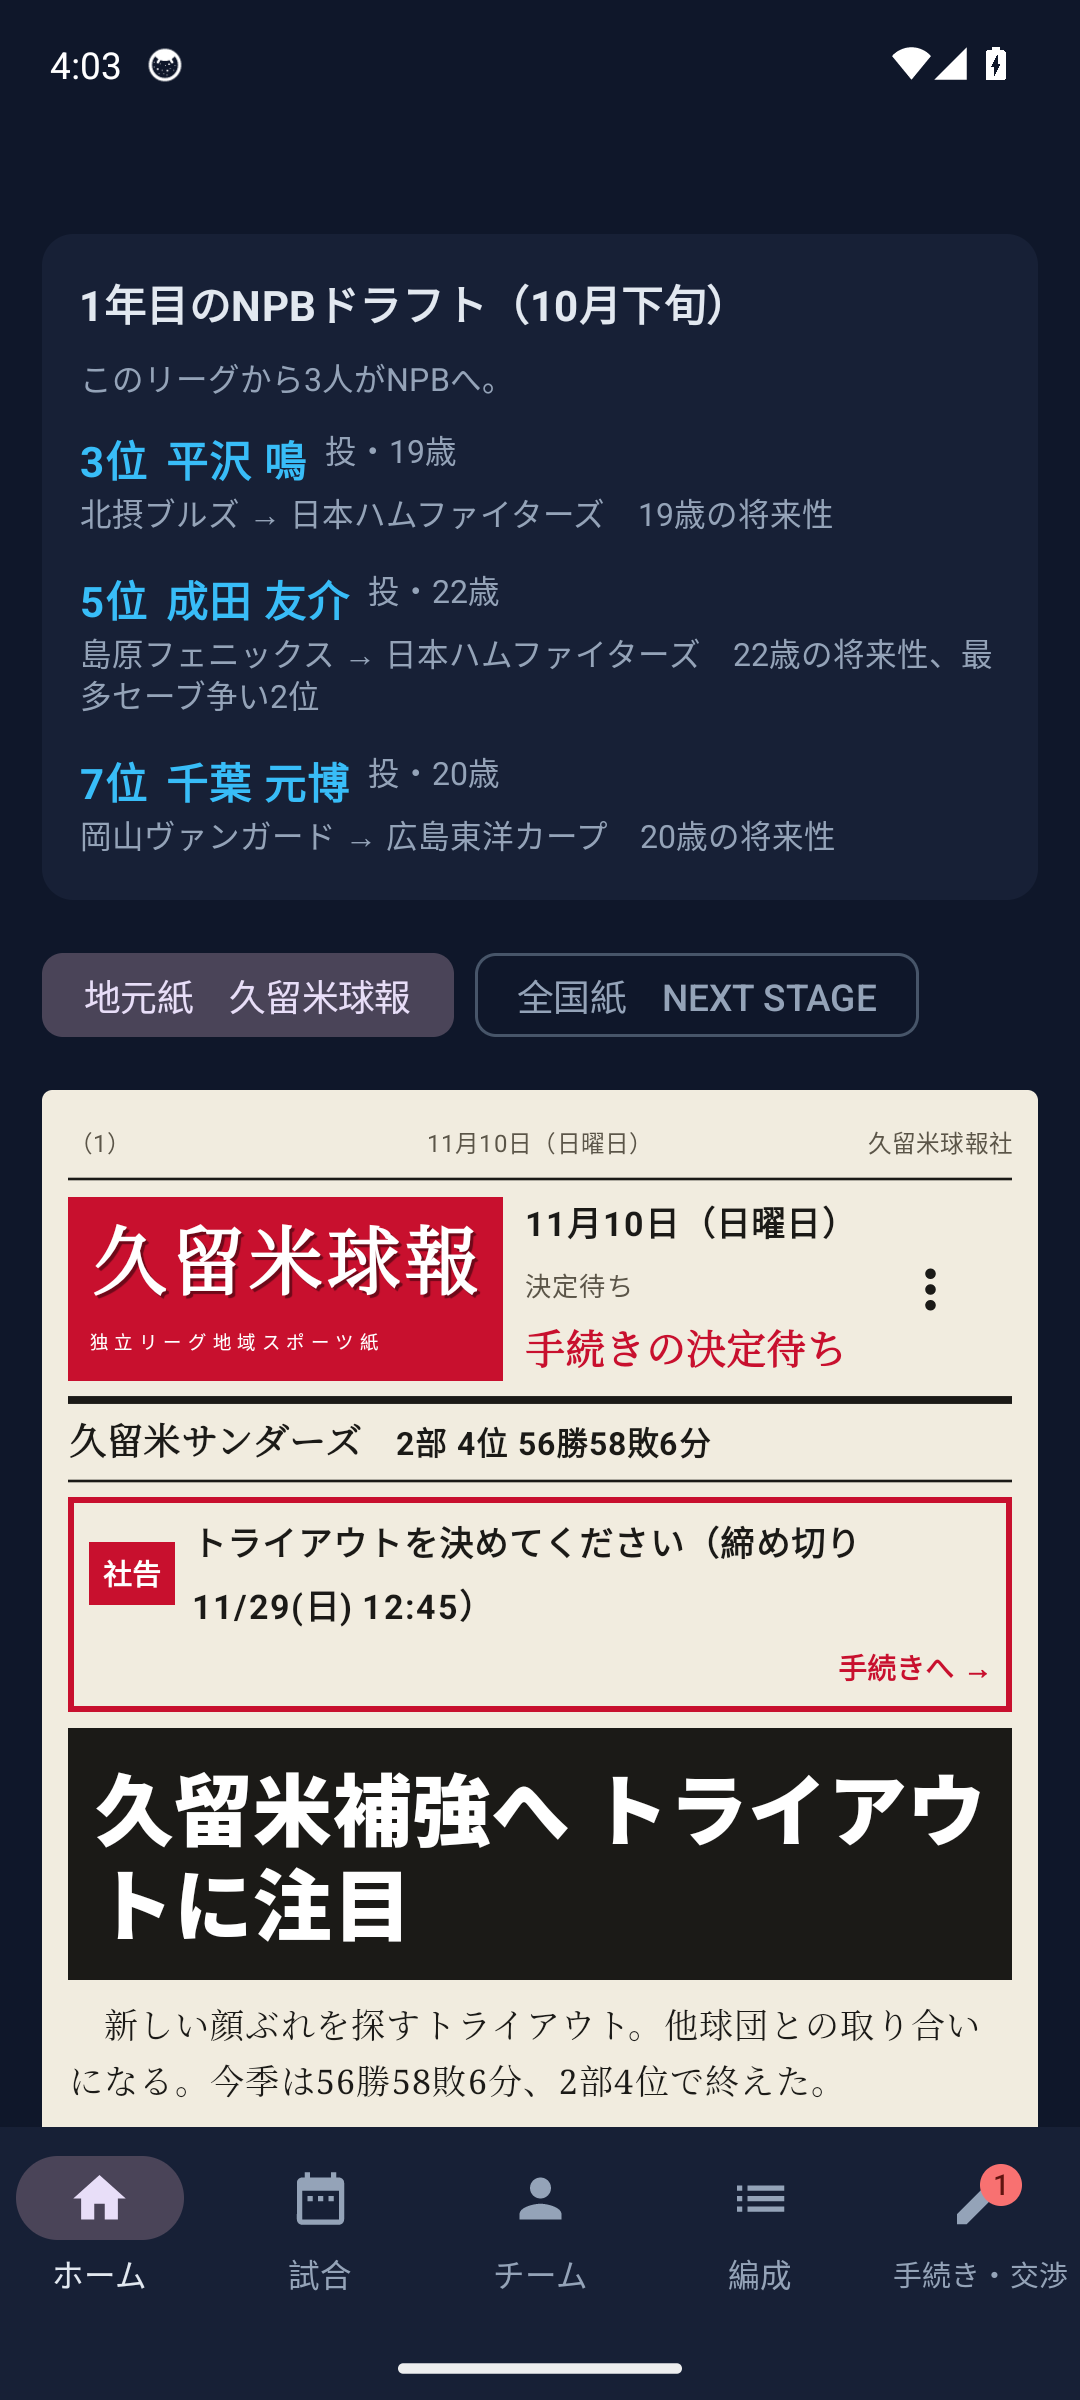 4:03
1年目のNPBドラフト（10月下旬）
このリーグから3人がNPBへ。
3位 平沢 鳴 投・19歳
北摂ブルズ → 日本ハムファイターズ　19歳の将来性
5位 成田 友介 投・22歳
島原フェニックス → 日本ハムファイターズ　22歳の将来性、最
多セーブ争い2位
7位 千葉 元博 投・20歳
岡山ヴァンガード → 広島東洋カープ　20歳の将来性
地元紙　久留米球報
全国紙　NEXT STAGE
（1）
11月10日（日曜日）
久留米球報社
久留米球報
独立リーグ地域スポーツ紙
11月10日（日曜日）
決定待ち
手続きの決定待ち
久留米サンダーズ　2部 4位 56勝58敗6分
社告
トライアウトを決めてください（締め切り
11/29(日) 12:45）
手続きへ →
久留米補強へ トライアウ
トに注目
　新しい顔ぶれを探すトライアウト。他球団との取り合い
になる。今季は56勝58敗6分、2部4位で終えた。
ホーム
試合
チーム
編成
1
手続き・交渉